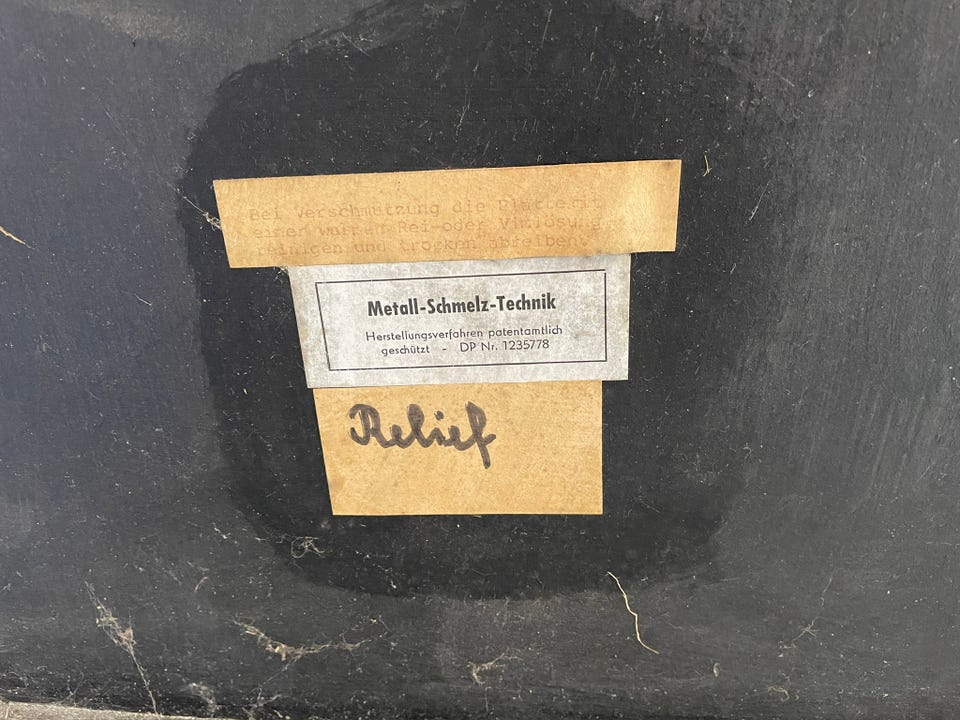 Bei Verschmutzung die Platte mit
einer warmen Rei-oder Vimlösung
reinigen und trocken abreiben.
Metall-Schmelz-Technik
Herstellungsverfahren patentamtlich
geschützt - DP Nr. 1235778
Relief